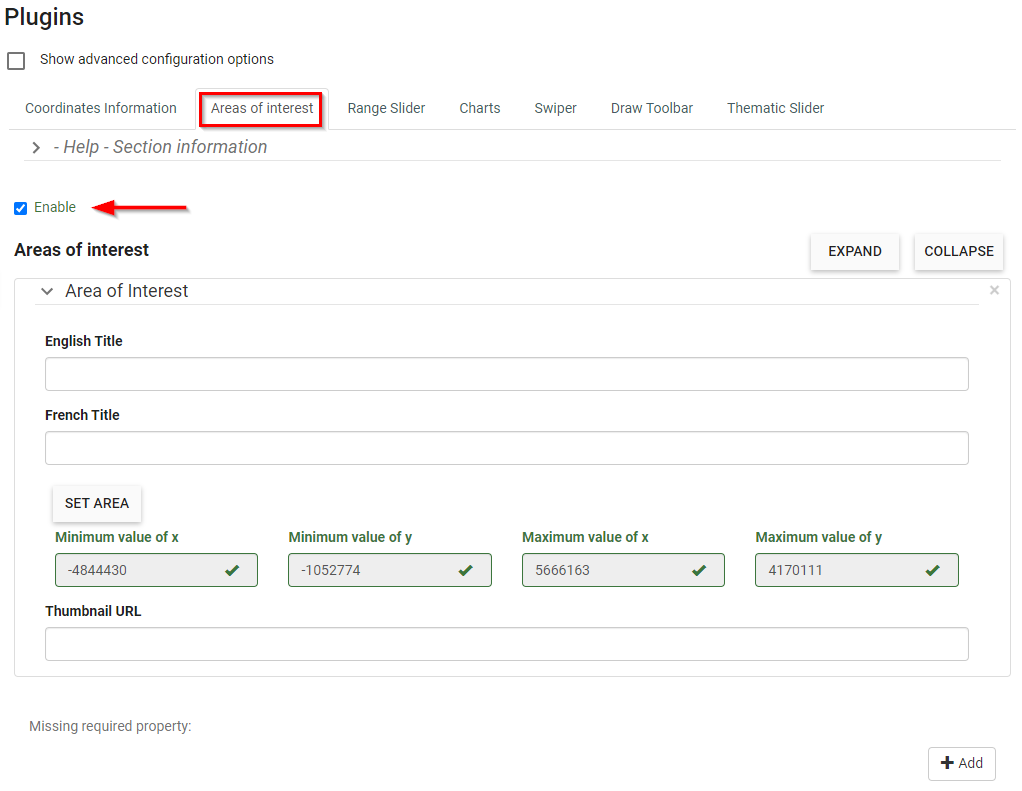 Plugins
Show advanced configuration options
Coordinates Information Areas of interest Range Slider Charts Swiper Draw Toolbar Thematic Slider
- Help - Section information
Enable
Areas of interest EXPAND COLLAPSE
Area of Interest ×
English Title
French Title
SET AREA
Minimum value of x Minimum value of y Maximum value of x Maximum value of y
-4844430 -1052774 5666163 4170111
Thumbnail URL
Missing required property:
+ Add